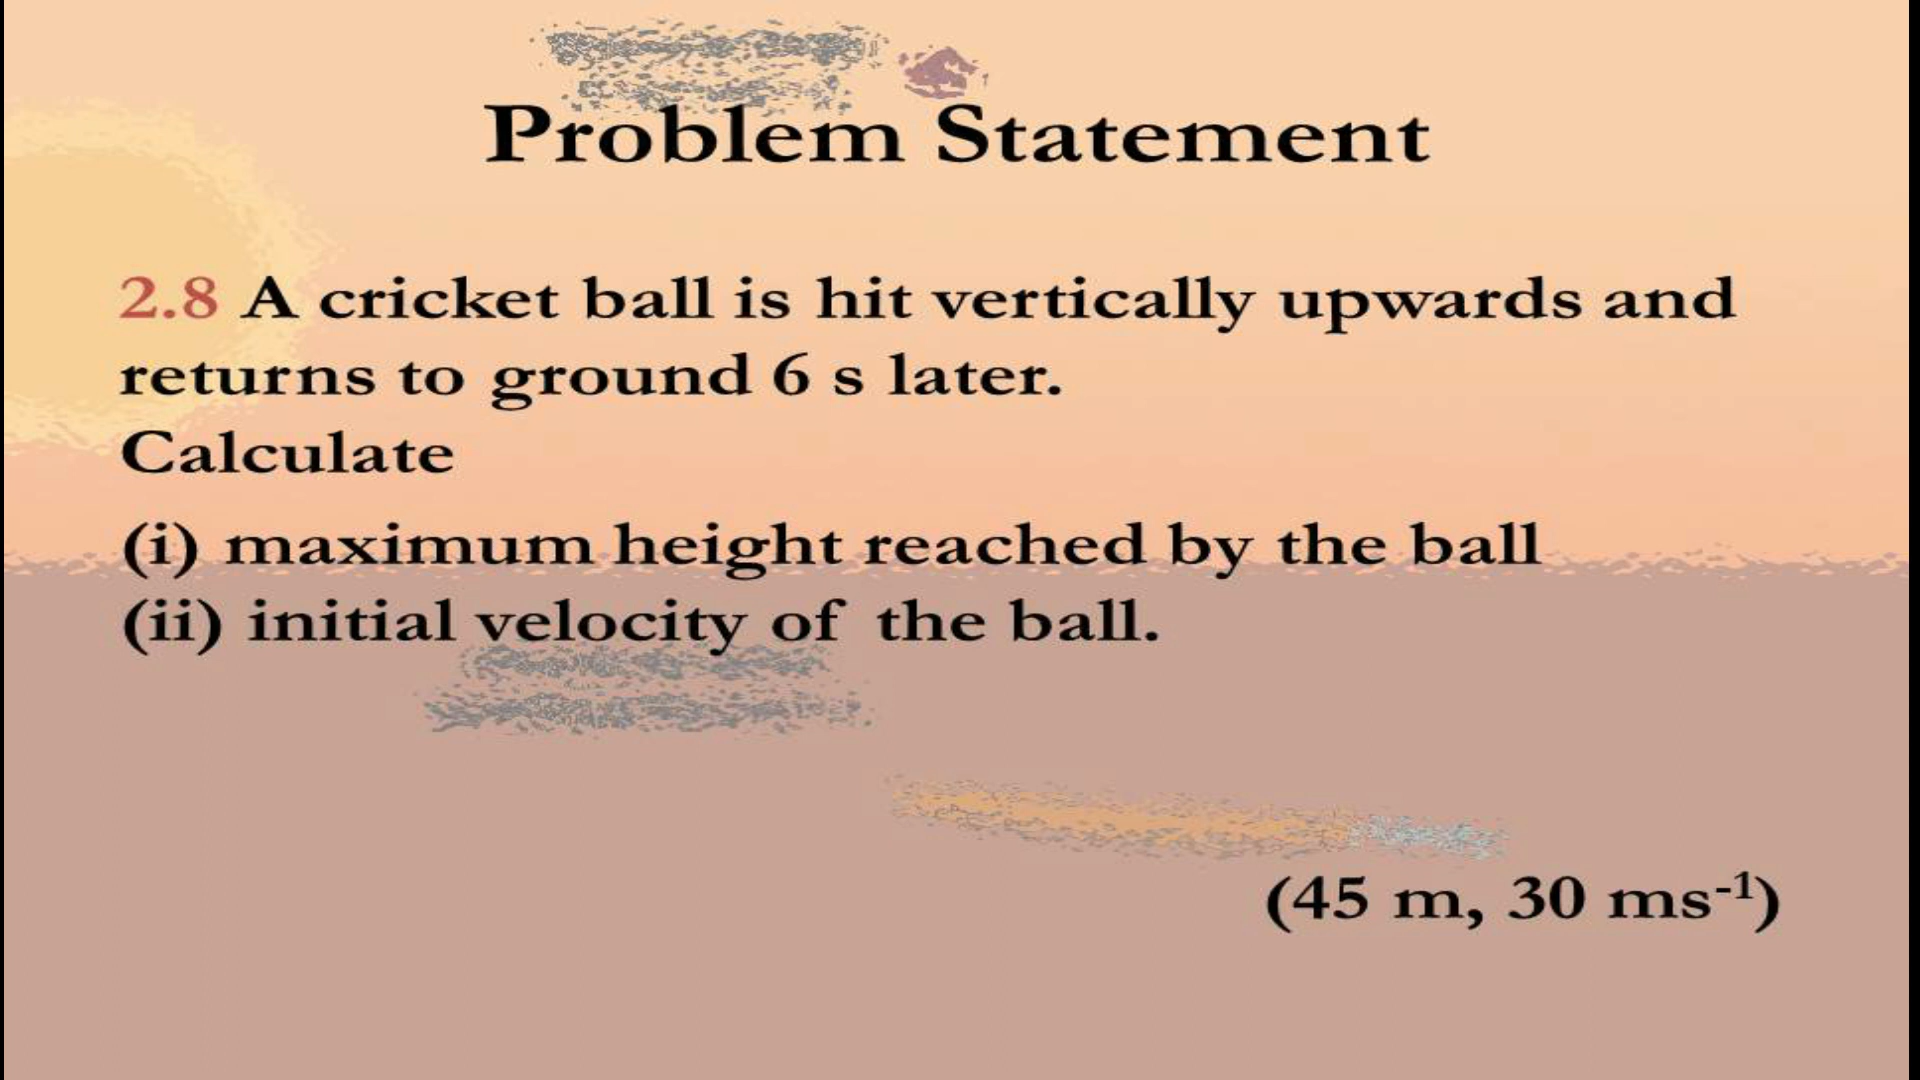 Problem Statement
2.8 A cricket ball is hit vertically upwards and
returns to ground 6 s later.
Calculate
(i) maximum height reached by the ball
(ii) initial velocity of the ball.
(45 m, 30 ms⁻¹)